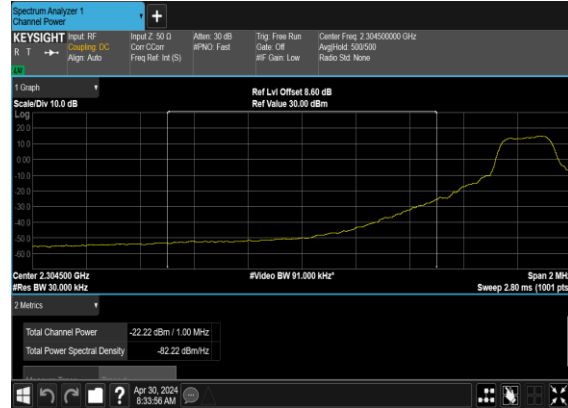 Spectrum Analyzer 1
Channel Power
KEYSIGHT Input: RF Input Z: 50 Ω Atten: 30 dB Trig: Free Run Center Freq: 2.304500000 GHz
R T Coupling: DC Corr CCorr #PNO: Fast Gate: Off Avg|Hold: 500/500
Align: Auto Freq Ref: Int (S) #IF Gain: Low Radio Std: None
LXI
1 Graph
Ref Lvl Offset 8.60 dB
Scale/Div 10.0 dB Ref Value 30.00 dBm
Log
20.0
10.0
0.00
-10.0
-20.0
-30.0
-40.0
-50.0
-60.0
Center 2.304500 GHz #Video BW 91.000 kHz* Span 2 MHz
#Res BW 30.000 kHz Sweep 2.80 ms (1001 pts
2 Metrics
Total Channel Power -22.22 dBm / 1.00 MHz
Total Power Spectral Density -82.22 dBm/Hz
? Apr 30, 2024
8:33:56 AM